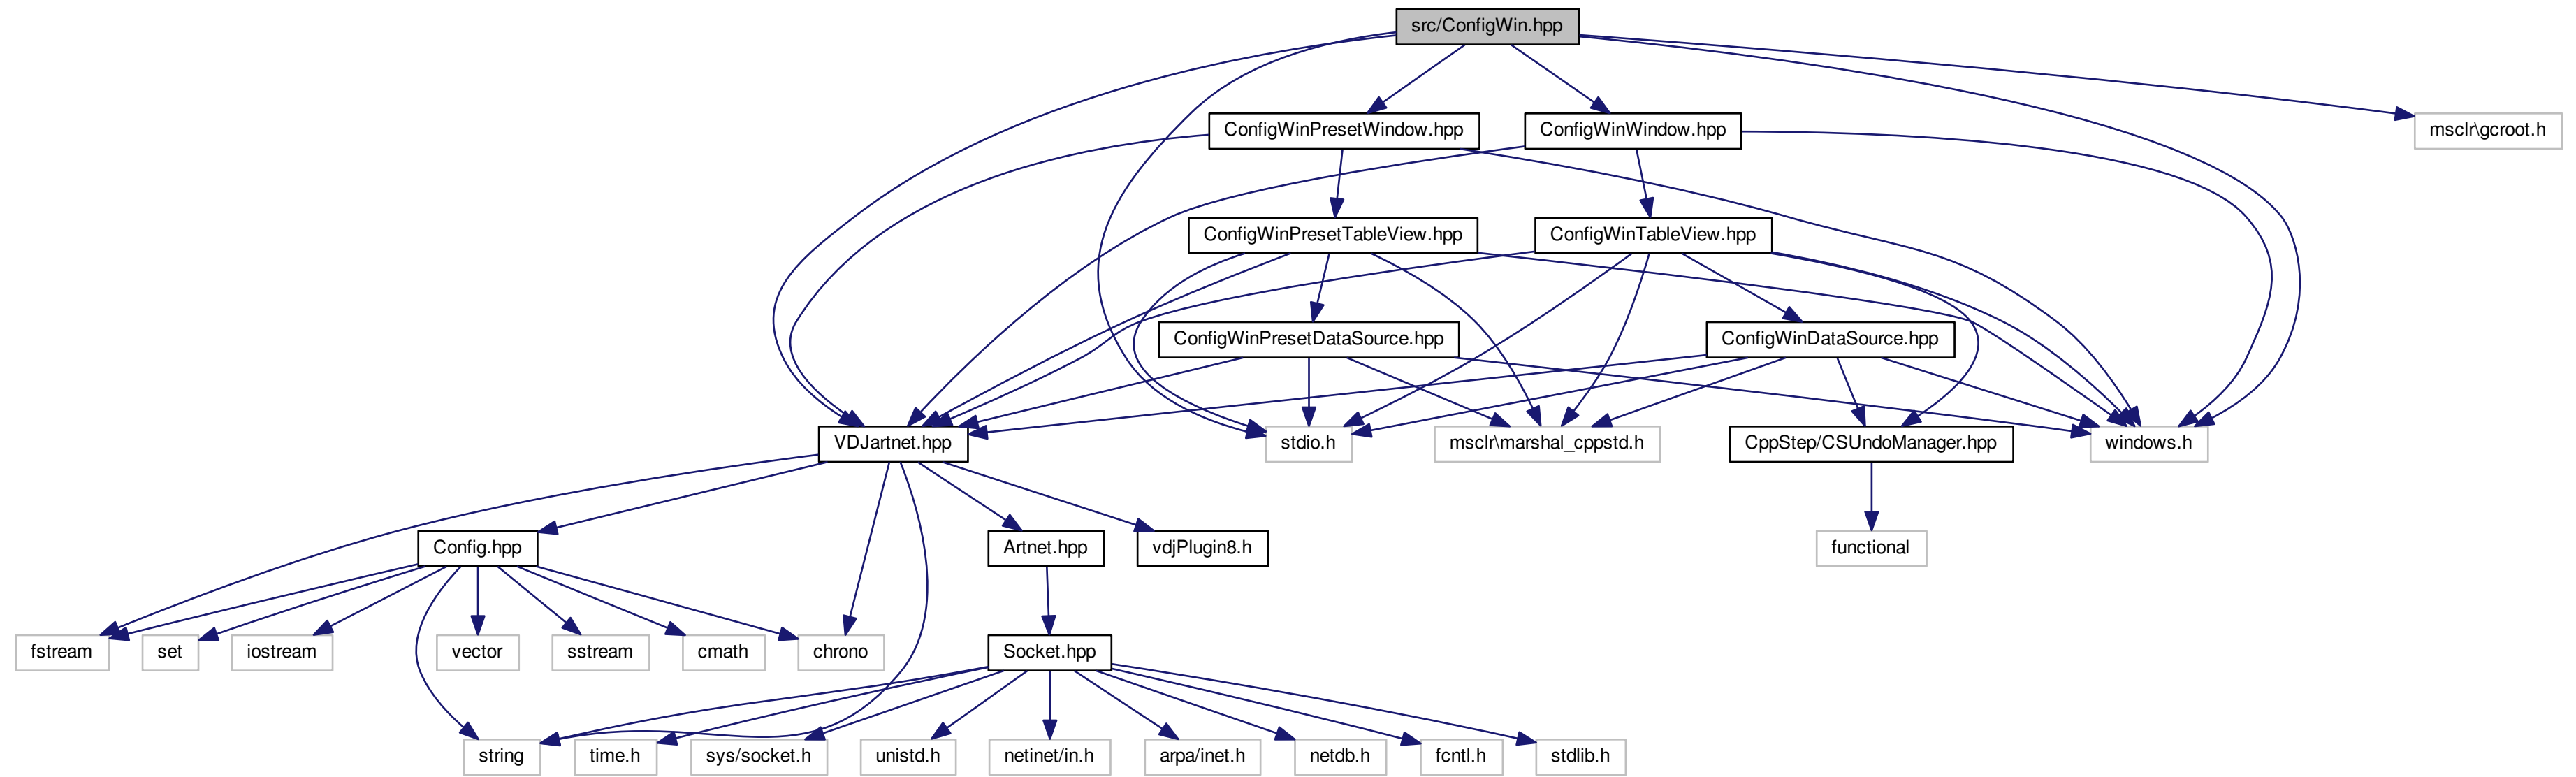 src/ConfigWin.hpp
ConfigWinPresetWindow.hpp
ConfigWinWindow.hpp
msclr\gcroot.h
ConfigWinPresetTableView.hpp
ConfigWinTableView.hpp
ConfigWinPresetDataSource.hpp
ConfigWinDataSource.hpp
VDJartnet.hpp
stdio.h
msclr\marshal_cppstd.h
CppStep/CSUndoManager.hpp
windows.h
Config.hpp
Artnet.hpp
vdjPlugin8.h
functional
fstream
set
iostream
vector
sstream
cmath
chrono
Socket.hpp
string
time.h
sys/socket.h
unistd.h
netinet/in.h
arpa/inet.h
netdb.h
fcntl.h
stdlib.h